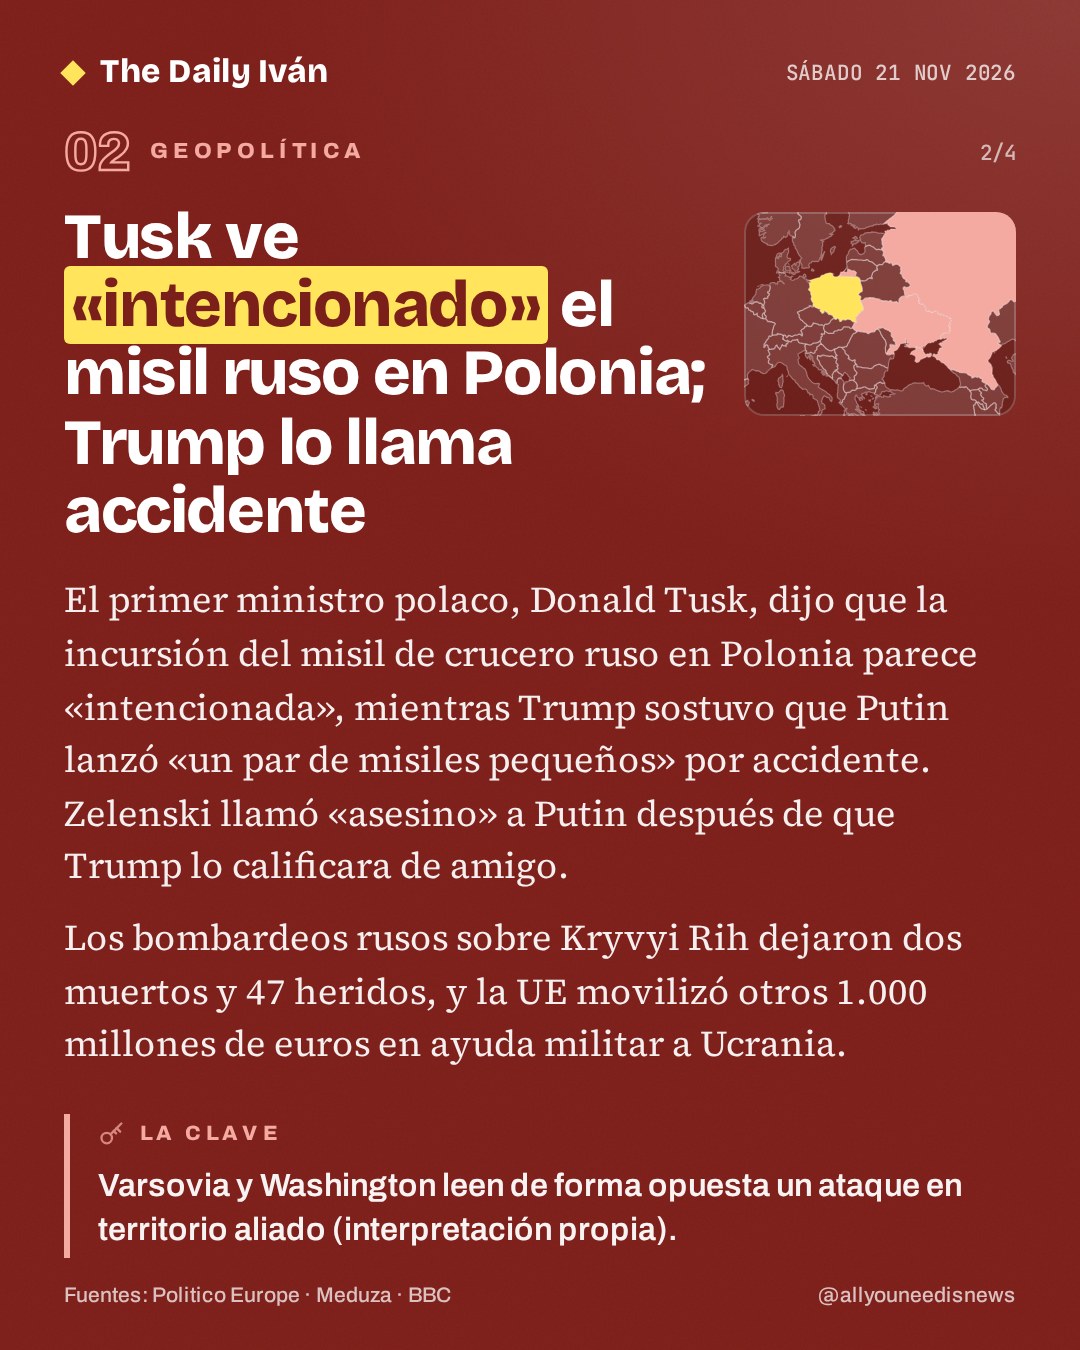 The Daily Iván
SÁBADO 21 NOV 2026
02 GEOPOLÍTICA
2/4
Tusk ve
«intencionado» el
misil ruso en Polonia;
Trump lo llama
accidente
El primer ministro polaco, Donald Tusk, dijo que la
incursión del misil de crucero ruso en Polonia parece
«intencionada», mientras Trump sostuvo que Putin
lanzó «un par de misiles pequeños» por accidente.
Zelenski llamó «asesino» a Putin después de que
Trump lo calificara de amigo.
Los bombardeos rusos sobre Kryvyi Rih dejaron dos
muertos y 47 heridos, y la UE movilizó otros 1.000
millones de euros en ayuda militar a Ucrania.
LA CLAVE
Varsovia y Washington leen de forma opuesta un ataque en
territorio aliado (interpretación propia).
Fuentes: Politico Europe · Meduza · BBC
@allyouneedisnews